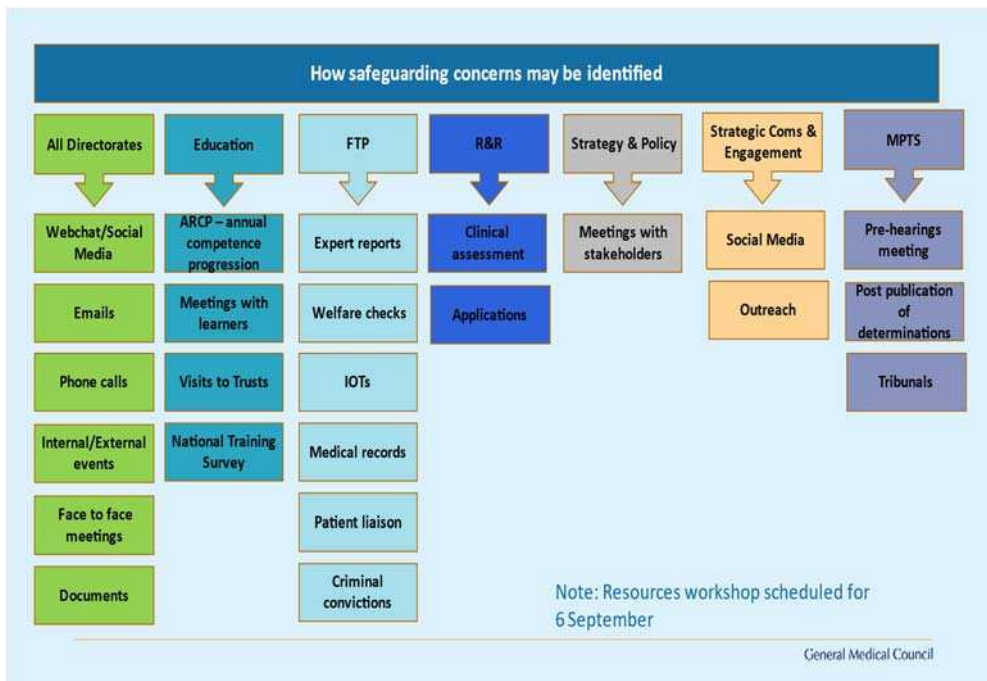 How safeguarding concerns may be identified
All Directorates
Webchat/Social
Media
Emails
Phone calls
Internal/External
events
Face to face
meetings
Documents
Education
ARCP – annual
competence
progression
Meetings with
learners
Visits to Trusts
National Training
Survey
FTP
Expert reports
Welfare checks
IOTs
Medical records
Patient liaison
Criminal
convictions
R&R
Clinical
assessment
Applications
Strategy & Policy
Meetings with
stakeholders
Strategic Coms &
Engagement
Social Media
Outreach
MPTS
Pre-hearings
meeting
Post publication
of
determinations
Tribunals
Note: Resources workshop scheduled for
6 September
General Medical Council